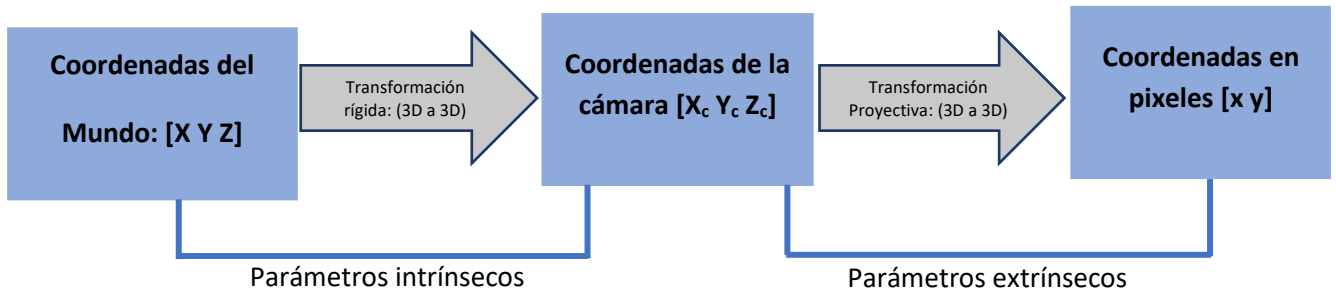 Coordenadas del
Mundo: [X Y Z]
Transformación
rígida: (3D a 3D)
Coordenadas de la
cámara [Xc Yc Zc]
Transformación
Proyectiva: (3D a 3D)
Coordenadas en
pixeles [x y]
Parámetros intrínsecos
Parámetros extrínsecos